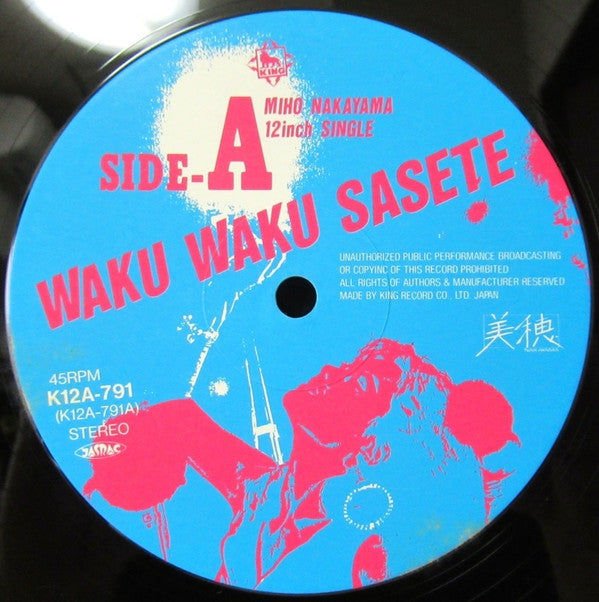 KING
MIHO NAKAYAMA
12inch SINGLE
SIDE-A
WAKU WAKU SASETE
UNAUTHORIZED PUBLIC PERFORMANCE BROADCASTING
OR COPYINC OF THIS RECORD PROHIBITED
ALL RIGHTS OF AUTHORS & MANUFACTURER RESERVED
MADE BY KING RECORD CO., LTD. JAPAN
美穂
45RPM
K12A-791
(K12A-791A)
STEREO
JASRAC